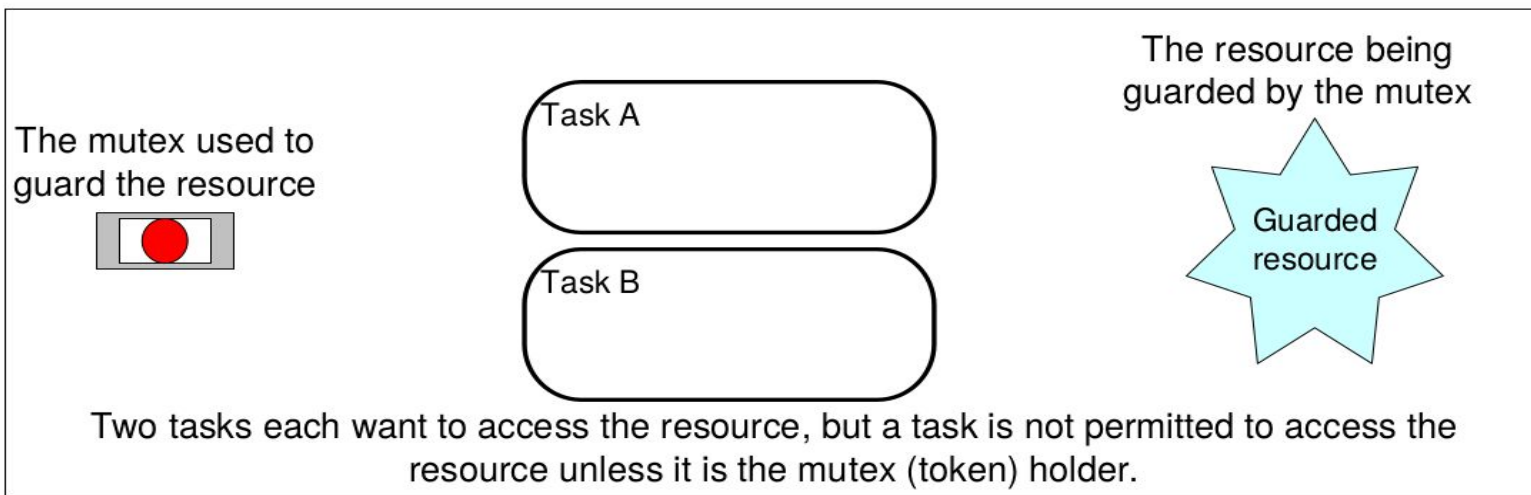 The mutex used to
guard the resource
Task A
Task B
The resource being
guarded by the mutex
Guarded
resource
Two tasks each want to access the resource, but a task is not permitted to access the
resource unless it is the mutex (token) holder.